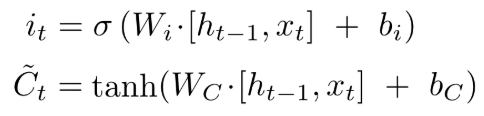 i_t = σ (W_i·[h_{t−1}, x_t] + b_i)
C̃_t = tanh(W_C·[h_{t−1}, x_t] + b_C)